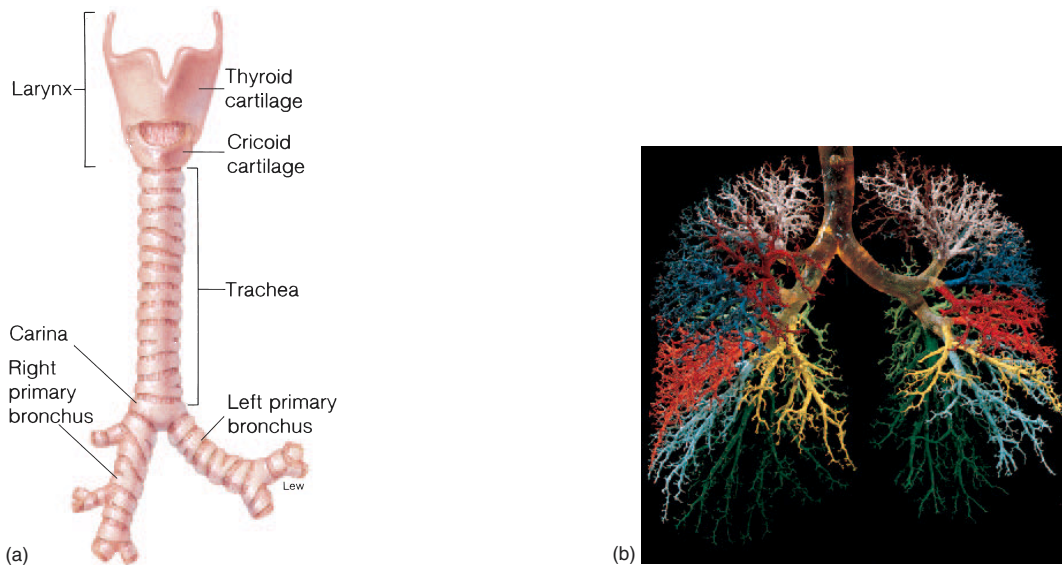 Larynx
Thyroid
cartilage
Cricoid
cartilage
Trachea
Carina
Right
primary
bronchus
Left primary
bronchus
Lew
(a)
(b)